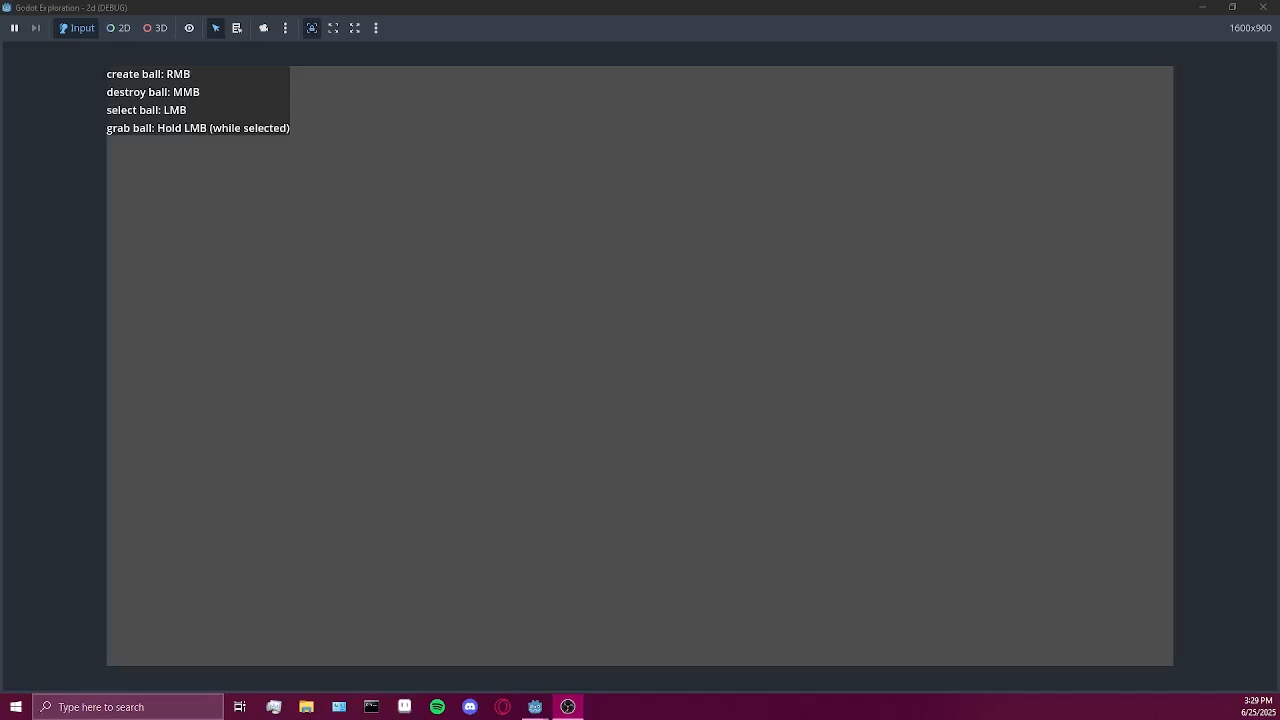 Godot Exploration - 2d (DEBUG)
Input 2D 3D 1600x900
create ball: RMB
destroy ball: MMB
select ball: LMB
grab ball: Hold LMB (while selected)
Type here to search
3:29 PM
6/25/2025